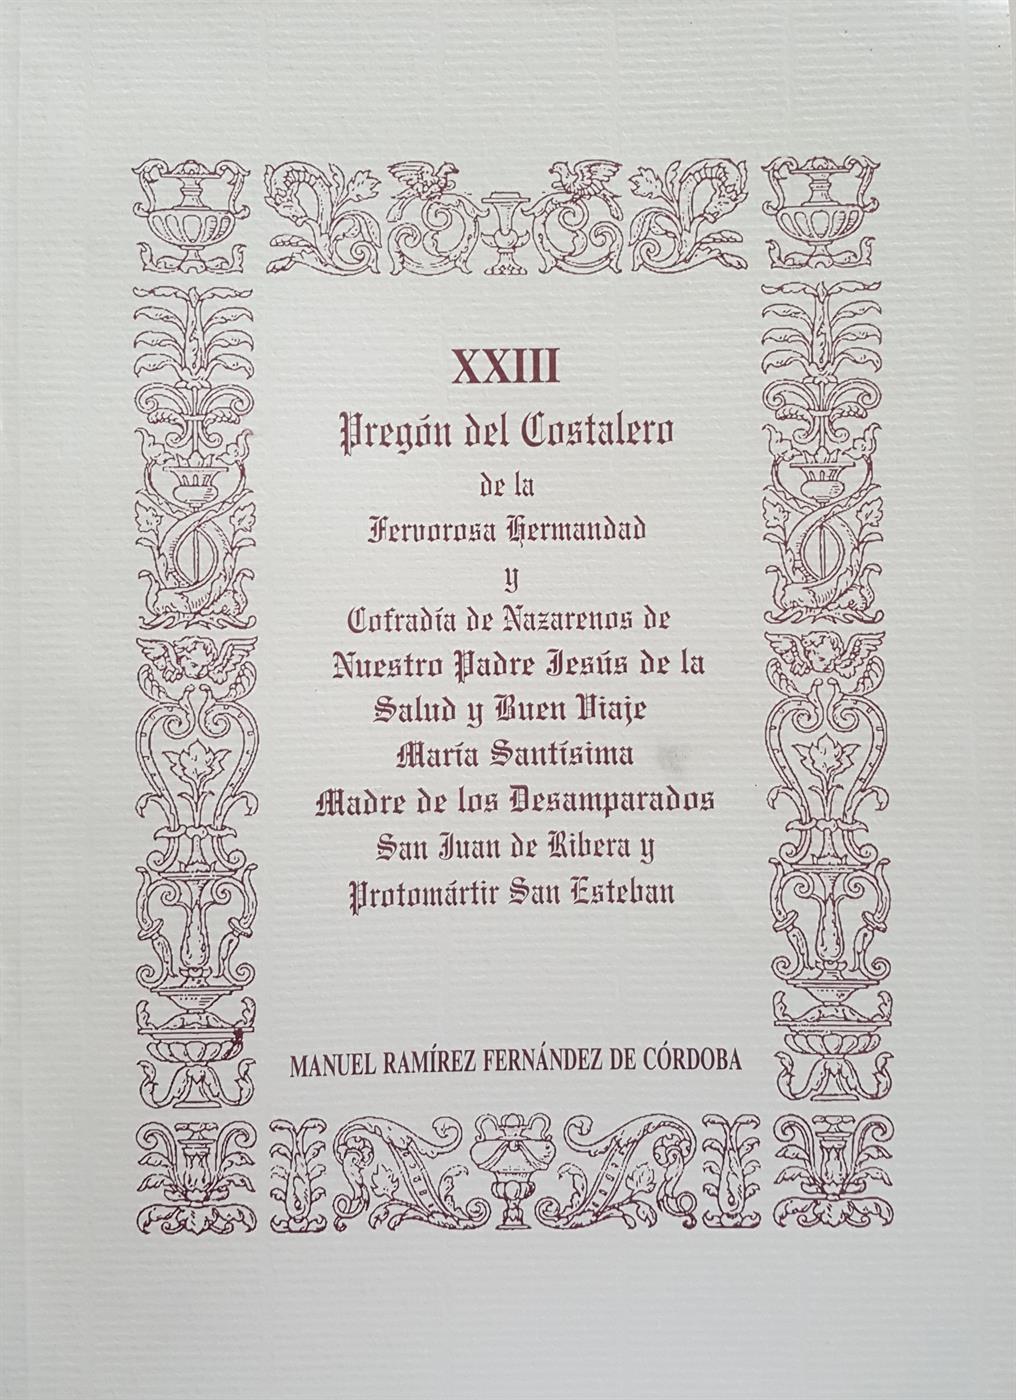 XXIII
Pregón del Costalero
de la
Fervorosa Hermandad
y
Cofradía de Nazarenos de
Nuestro Padre Jesús de la
Salud y Buen Viaje
María Santísima
Madre de los Desamparados
San Juan de Ribera y
Protomártir San Esteban
MANUEL RAMÍREZ FERNÁNDEZ DE CÓRDOBA